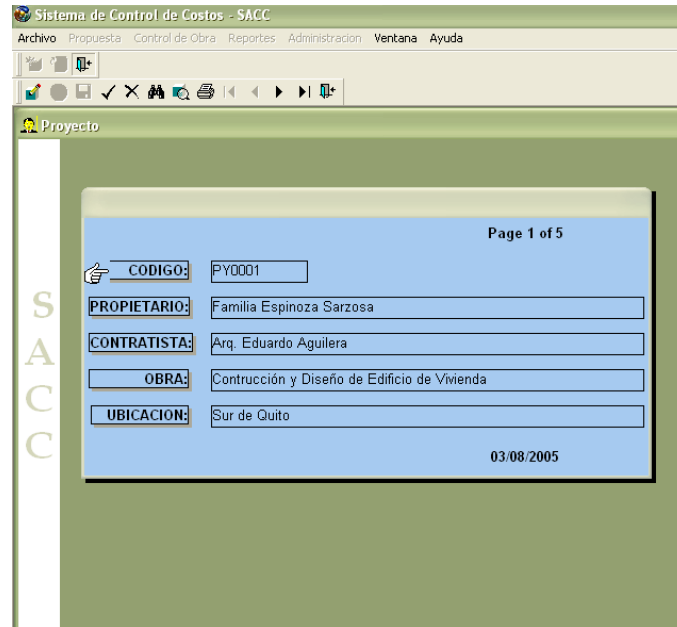 Sistema de Control de Costos - SACC
Archivo Propuesta Control de Obra Reportes Administracion Ventana Ayuda
Proyecto
Page 1 of 5
CODIGO: PY0001
PROPIETARIO: Familia Espinoza Sarzosa
CONTRATISTA: Arq. Eduardo Aguilera
OBRA: Contrucción y Diseño de Edificio de Vivienda
UBICACION: Sur de Quito
03/08/2005
S
A
C
C